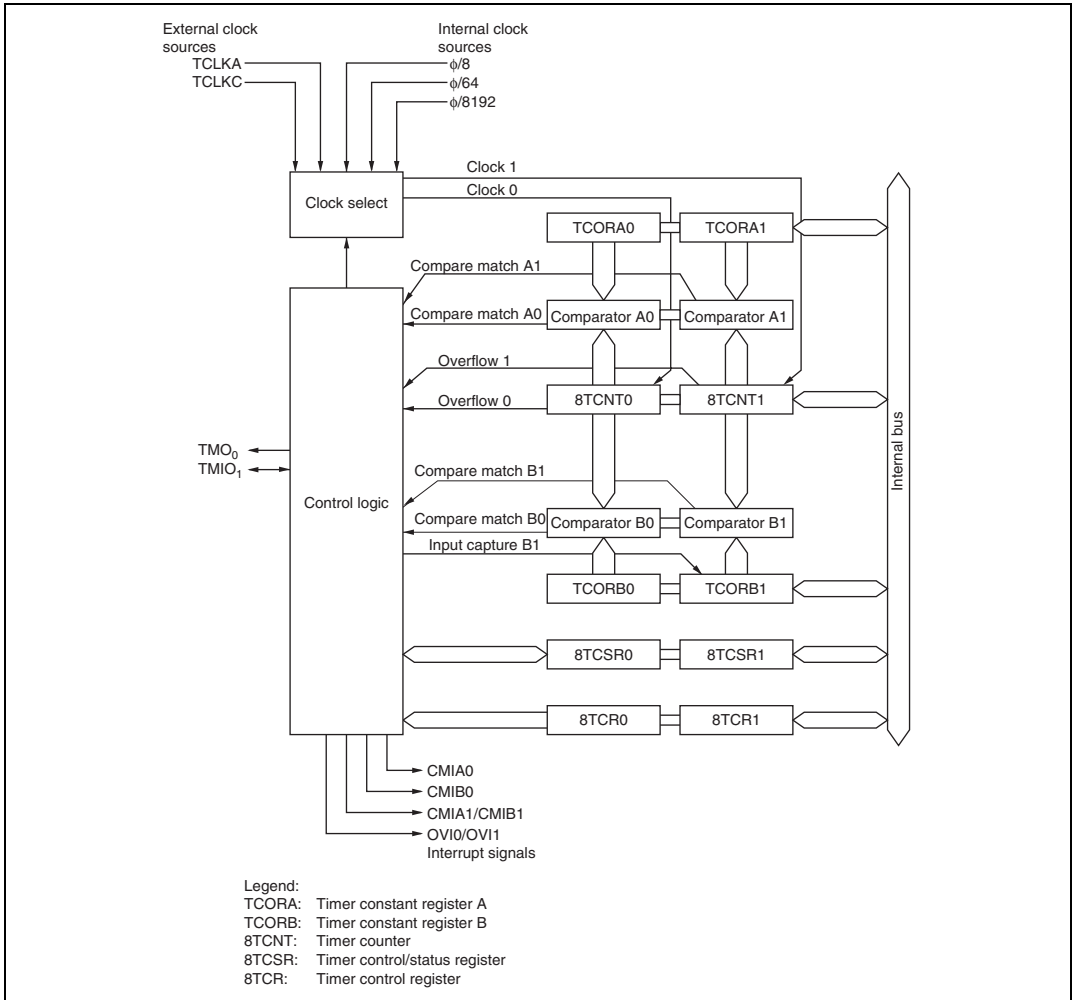 External clock
sources
Internal clock
sources
TCLKA
TCLKC
ϕ/8
ϕ/64
ϕ/8192
Clock select
Clock 1
Clock 0
TCORA0
TCORA1
Compare match A1
Compare match A0
Comparator A0
Comparator A1
Overflow 1
Overflow 0
8TCNT0
8TCNT1
Internal bus
TMO₀
TMIO₁
Control logic
Compare match B1
Compare match B0
Comparator B0
Comparator B1
Input capture B1
TCORB0
TCORB1
8TCSR0
8TCSR1
8TCR0
8TCR1
CMIA0
CMIB0
CMIA1/CMIB1
OVI0/OVI1
Interrupt signals
Legend:
TCORA: Timer constant register A
TCORB: Timer constant register B
8TCNT: Timer counter
8TCSR: Timer control/status register
8TCR: Timer control register